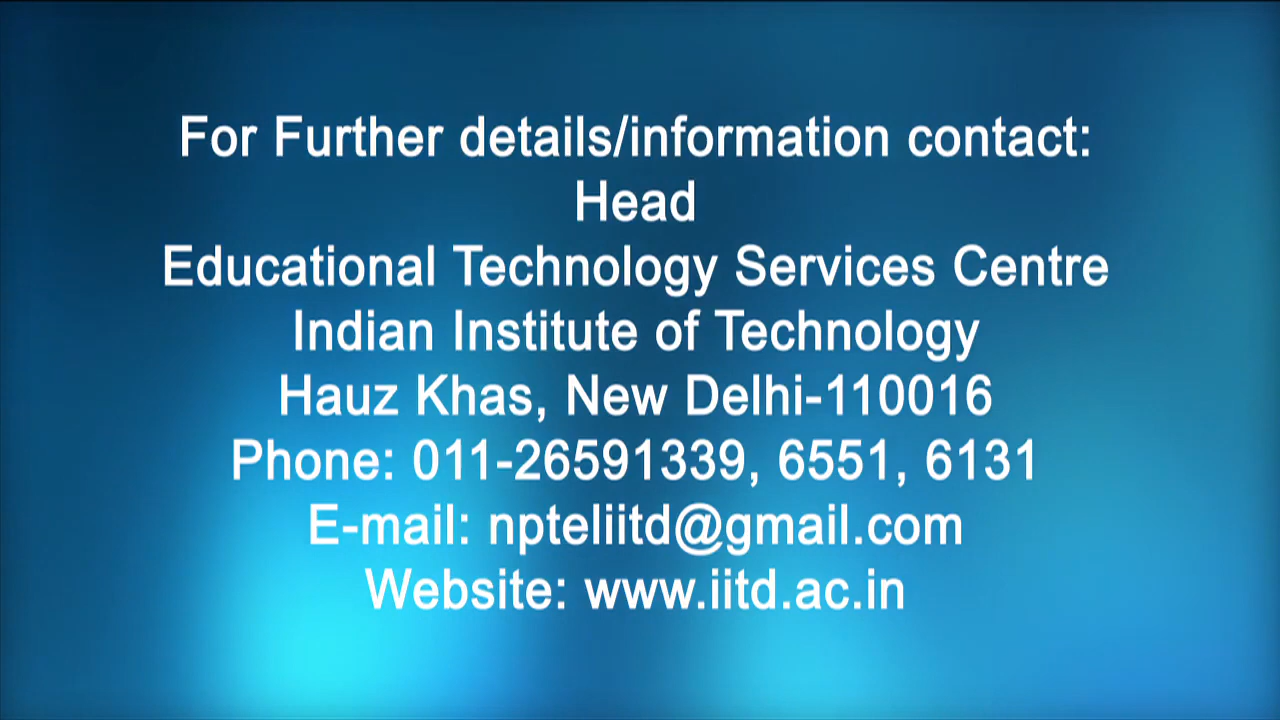 For Further details/information contact:
Head
Educational Technology Services Centre
Indian Institute of Technology
Hauz Khas, New Delhi-110016
Phone: 011-26591339, 6551, 6131
E-mail: npteliitd@gmail.com
Website: www.iitd.ac.in